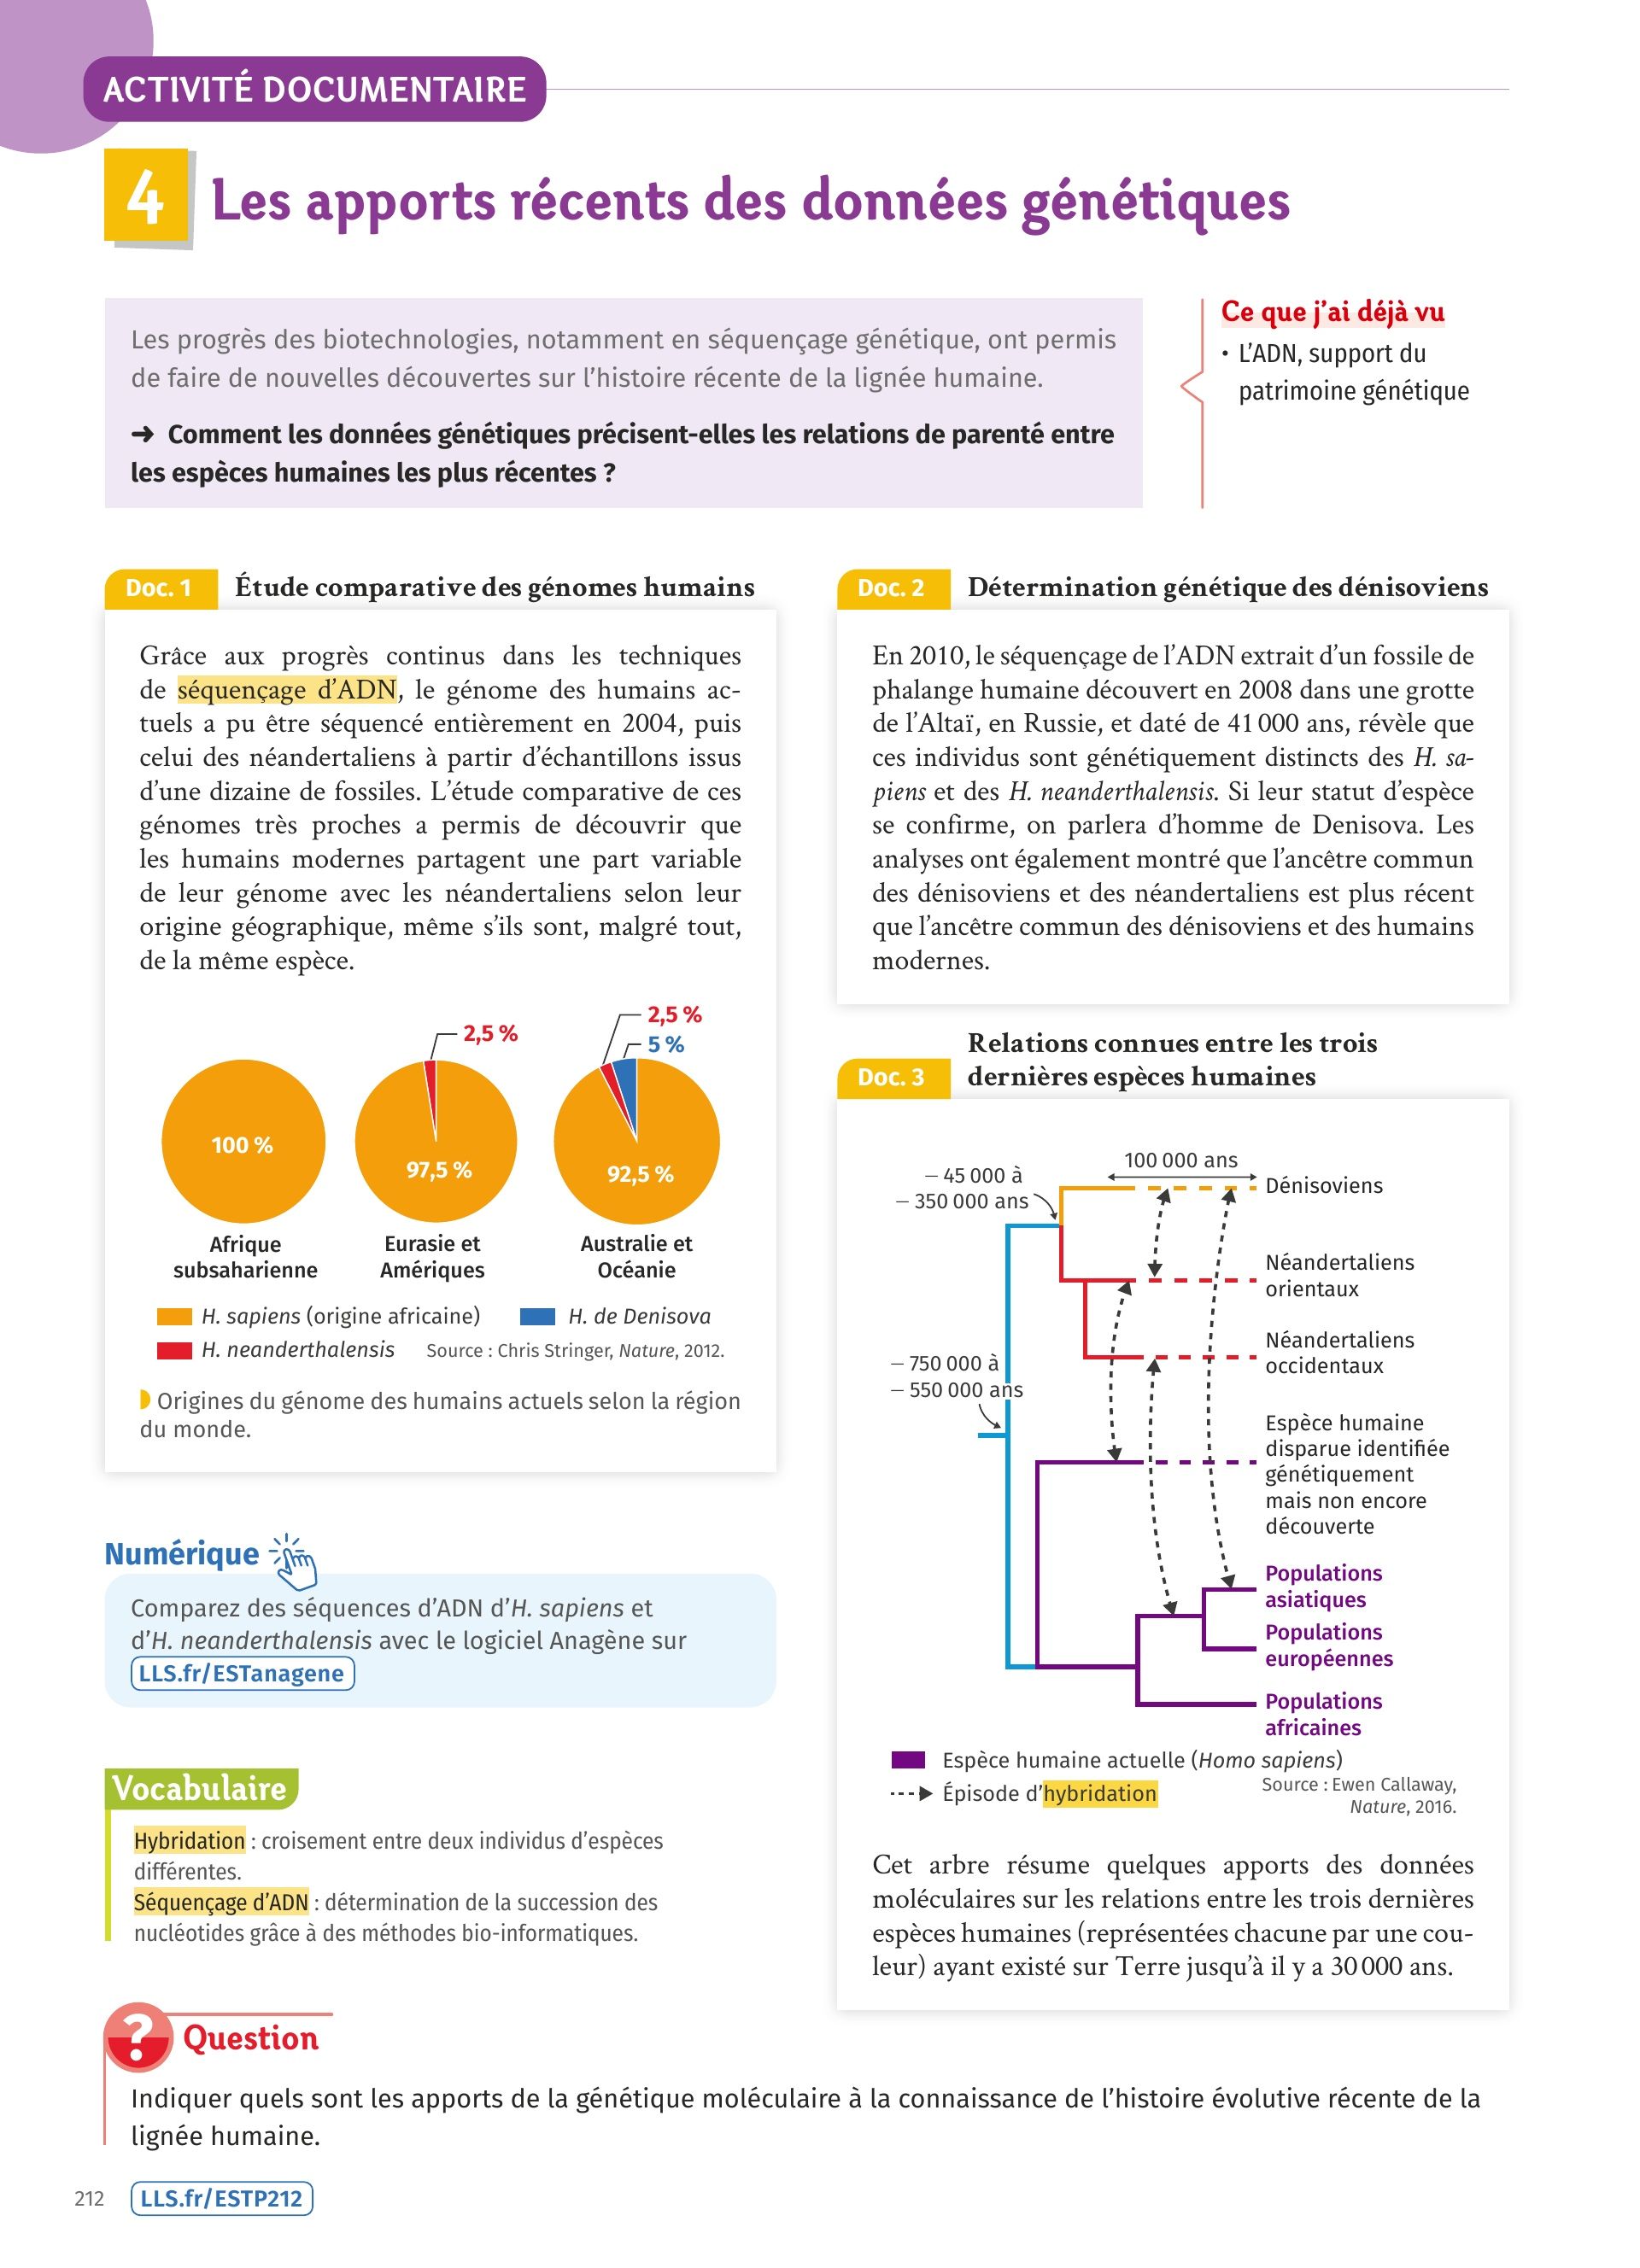 ACTIVITÉ DOCUMENTAIRE
4
Les apports récents des données génétiques
Les progrès des biotechnologies, notamment en séquençage génétique, ont permis
de faire de nouvelles découvertes sur l’histoire récente de la lignée humaine.
➜ Comment les données génétiques précisent-elles les relations de parenté entre
les espèces humaines les plus récentes ?
Ce que j’ai déjà vu
• L’ADN, support du
patrimoine génétique
Doc. 1
Étude comparative des génomes humains
Grâce aux progrès continus dans les techniques
de séquençage d’ADN, le génome des humains ac-
tuels a pu être séquencé entièrement en 2004, puis
celui des néandertaliens à partir d’échantillons issus
d’une dizaine de fossiles. L’étude comparative de ces
génomes très proches a permis de découvrir que
les humains modernes partagent une part variable
de leur génome avec les néandertaliens selon leur
origine géographique, même s’ils sont, malgré tout,
de la même espèce.
2,5 %
2,5 %
5 %
100 %
97,5 %
92,5 %
Afrique
subsaharienne
Eurasie et
Amériques
Australie et
Océanie
H. sapiens (origine africaine)
H. de Denisova
H. neanderthalensis
Source : Chris Stringer, Nature, 2012.
Origines du génome des humains actuels selon la région
du monde.
Numérique
Comparez des séquences d’ADN d’H. sapiens et
d’H. neanderthalensis avec le logiciel Anagène sur
LLS.fr/ESTanagene
Vocabulaire
Hybridation : croisement entre deux individus d’espèces
différentes.
Séquençage d’ADN : détermination de la succession des
nucléotides grâce à des méthodes bio-informatiques.
Doc. 2
Détermination génétique des dénisoviens
En 2010, le séquençage de l’ADN extrait d’un fossile de
phalange humaine découvert en 2008 dans une grotte
de l’Altaï, en Russie, et daté de 41 000 ans, révèle que
ces individus sont génétiquement distincts des H. sa-
piens et des H. neanderthalensis. Si leur statut d’espèce
se confirme, on parlera d’homme de Denisova. Les
analyses ont également montré que l’ancêtre commun
des dénisoviens et des néandertaliens est plus récent
que l’ancêtre commun des dénisoviens et des humains
modernes.
Doc. 3
Relations connues entre les trois
dernières espèces humaines
100 000 ans
– 45 000 à
– 350 000 ans
Dénisoviens
Néandertaliens
orientaux
Néandertaliens
occidentaux
– 750 000 à
– 550 000 ans
Espèce humaine
disparue identifiée
génétiquement
mais non encore
découverte
Populations
asiatiques
Populations
européennes
Populations
africaines
Espèce humaine actuelle (Homo sapiens)
Épisode d’hybridation
Source : Ewen Callaway,
Nature, 2016.
Cet arbre résume quelques apports des données
moléculaires sur les relations entre les trois dernières
espèces humaines (représentées chacune par une cou-
leur) ayant existé sur Terre jusqu’à il y a 30 000 ans.
?
Question
Indiquer quels sont les apports de la génétique moléculaire à la connaissance de l’histoire évolutive récente de la
lignée humaine.
212
LLS.fr/ESTP212